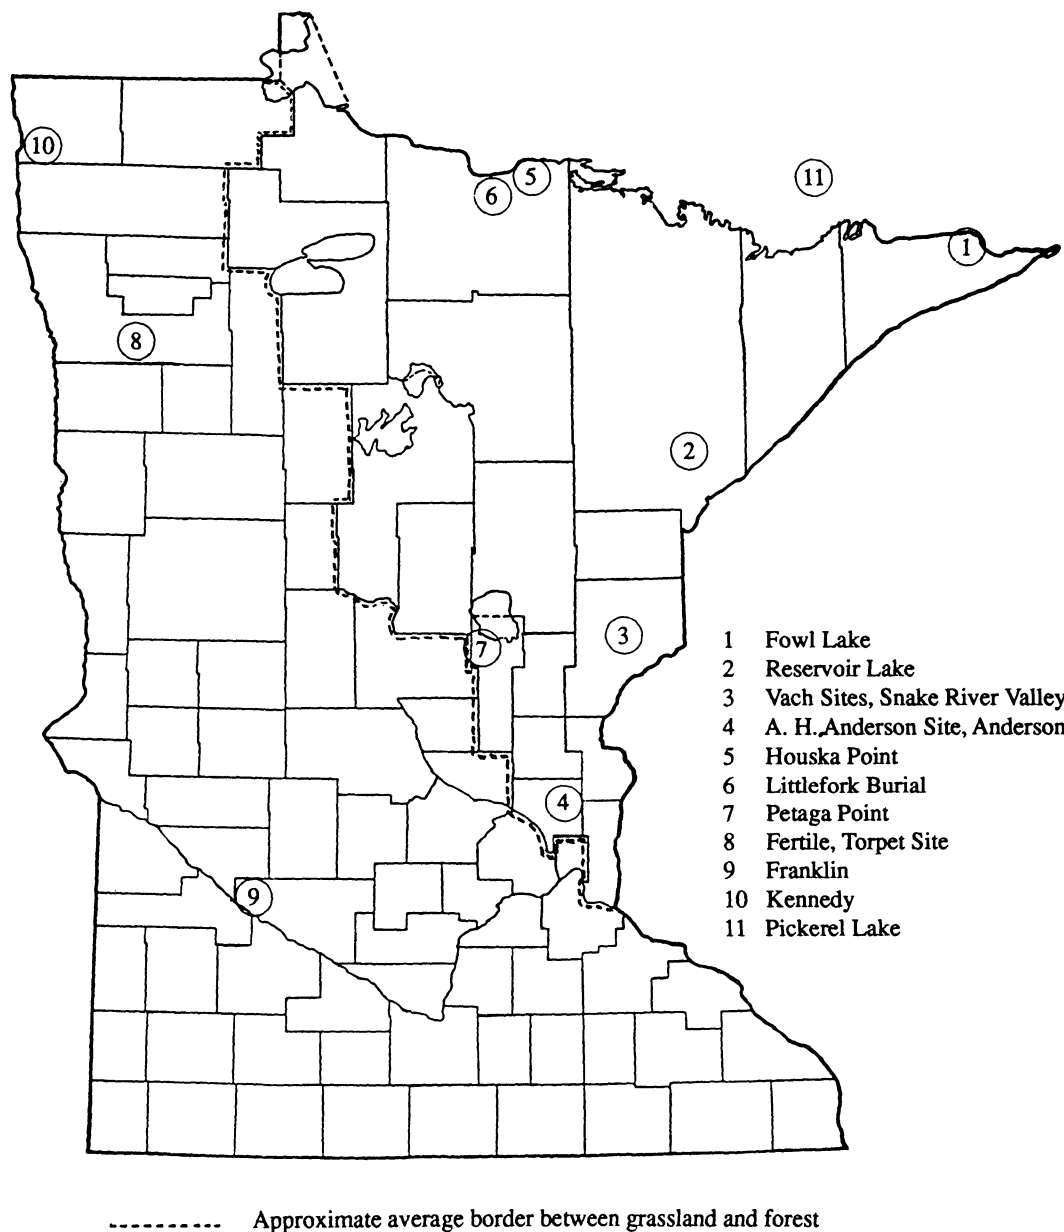 10
5
6
11
1
8
2
3
7
4
9
1 Fowl Lake
2 Reservoir Lake
3 Vach Sites, Snake River Valley
4 A. H. Anderson Site, Anderson
5 Houska Point
6 Littlefork Burial
7 Petaga Point
8 Fertile, Torpet Site
9 Franklin
10 Kennedy
11 Pickerel Lake
Approximate average border between grassland and forest